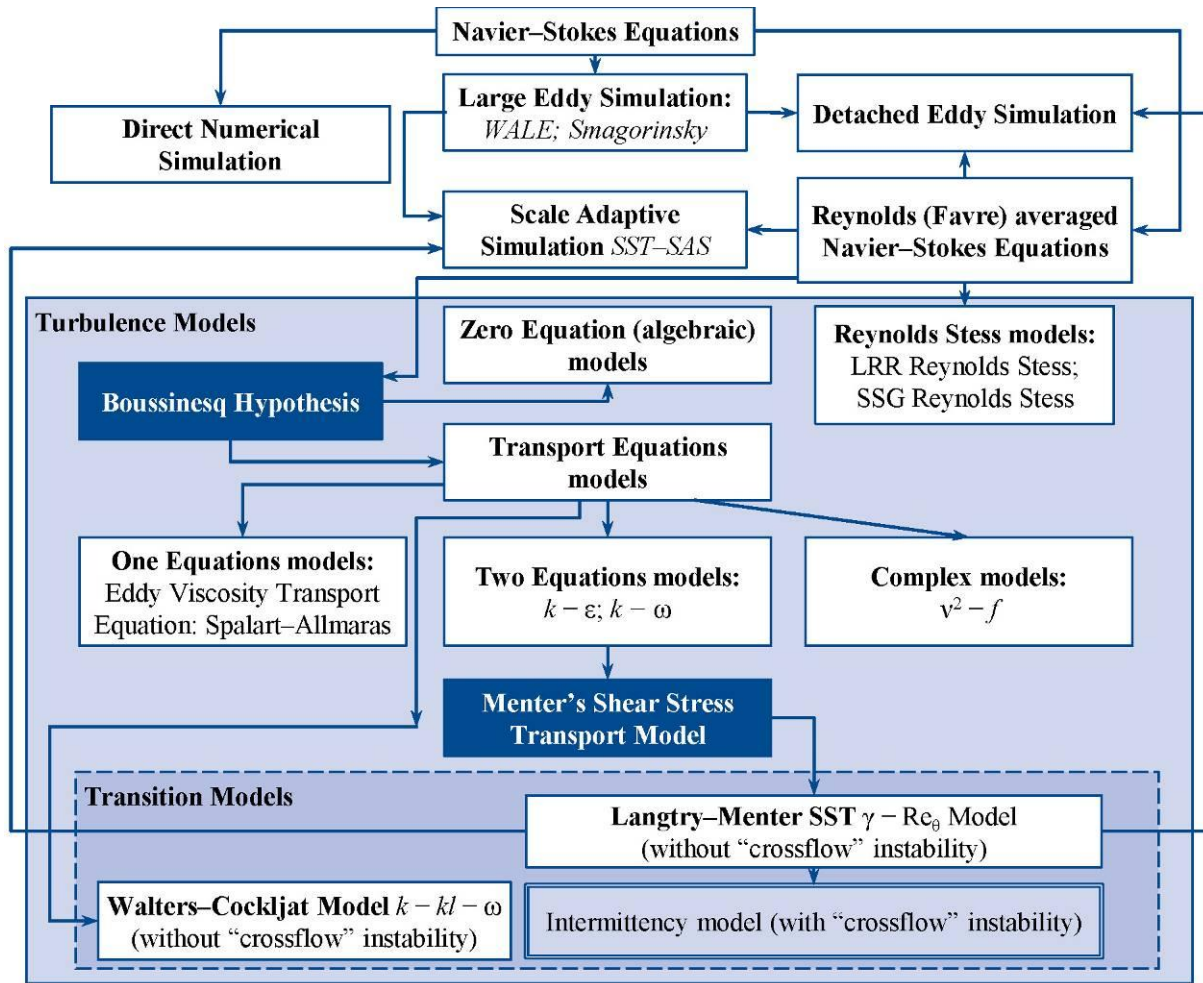 Navier–Stokes Equations
Direct Numerical
Simulation
Large Eddy Simulation:
WALE; Smagorinsky
Detached Eddy Simulation
Scale Adaptive
Simulation SST–SAS
Reynolds (Favre) averaged
Navier–Stokes Equations
Turbulence Models
Zero Equation (algebraic)
models
Reynolds Stess models:
LRR Reynolds Stess;
SSG Reynolds Stess
Boussinesq Hypothesis
Transport Equations
models
One Equations models:
Eddy Viscosity Transport
Equation: Spalart–Allmaras
Two Equations models:
k − ε; k − ω
Complex models:
ν² − f
Menter's Shear Stress
Transport Model
Transition Models
Langtry–Menter SST γ − Reθ Model
(without “crossflow” instability)
Walters–Cockljat Model k − kl − ω
(without “crossflow” instability)
Intermittency model (with “crossflow” instability)